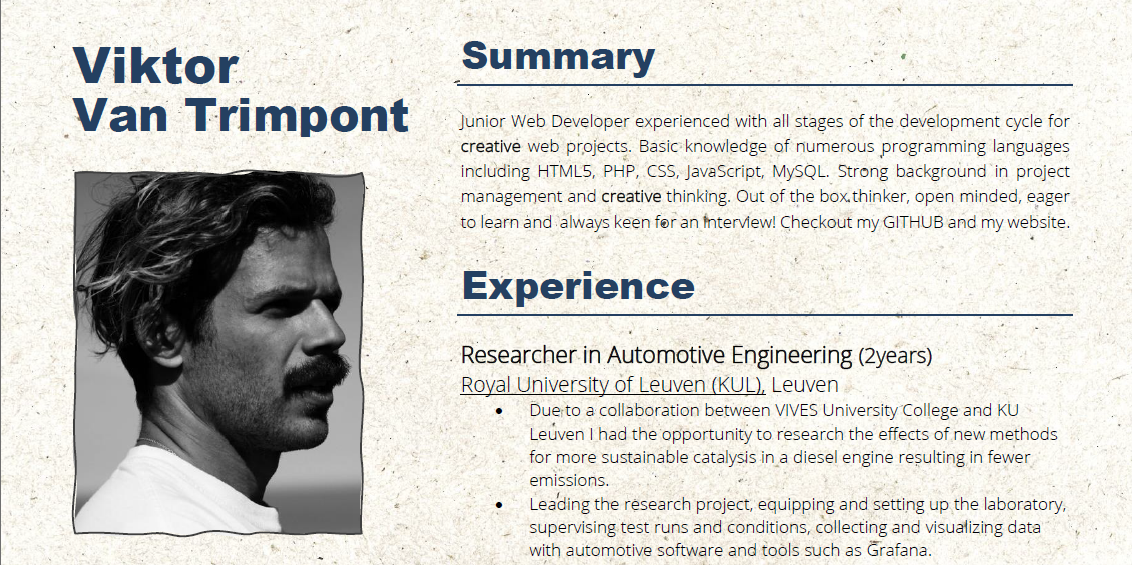 Viktor
Van Trimpont
Summary
Junior Web Developer experienced with all stages of the development cycle for
creative web projects. Basic knowledge of numerous programming languages
including HTML5, PHP, CSS, JavaScript, MySQL. Strong background in project
management and creative thinking. Out of the box thinker, open minded, eager
to learn and always keen for an interview! Checkout my GITHUB and my website.
Experience
Researcher in Automotive Engineering (2years)
Royal University of Leuven (KUL), Leuven
• Due to a collaboration between VIVES University College and KU
Leuven I had the opportunity to research the effects of new methods
for more sustainable catalysis in a diesel engine resulting in fewer
emissions.
• Leading the research project, equipping and setting up the laboratory,
supervising test runs and conditions, collecting and visualizing data
with automotive software and tools such as Grafana.